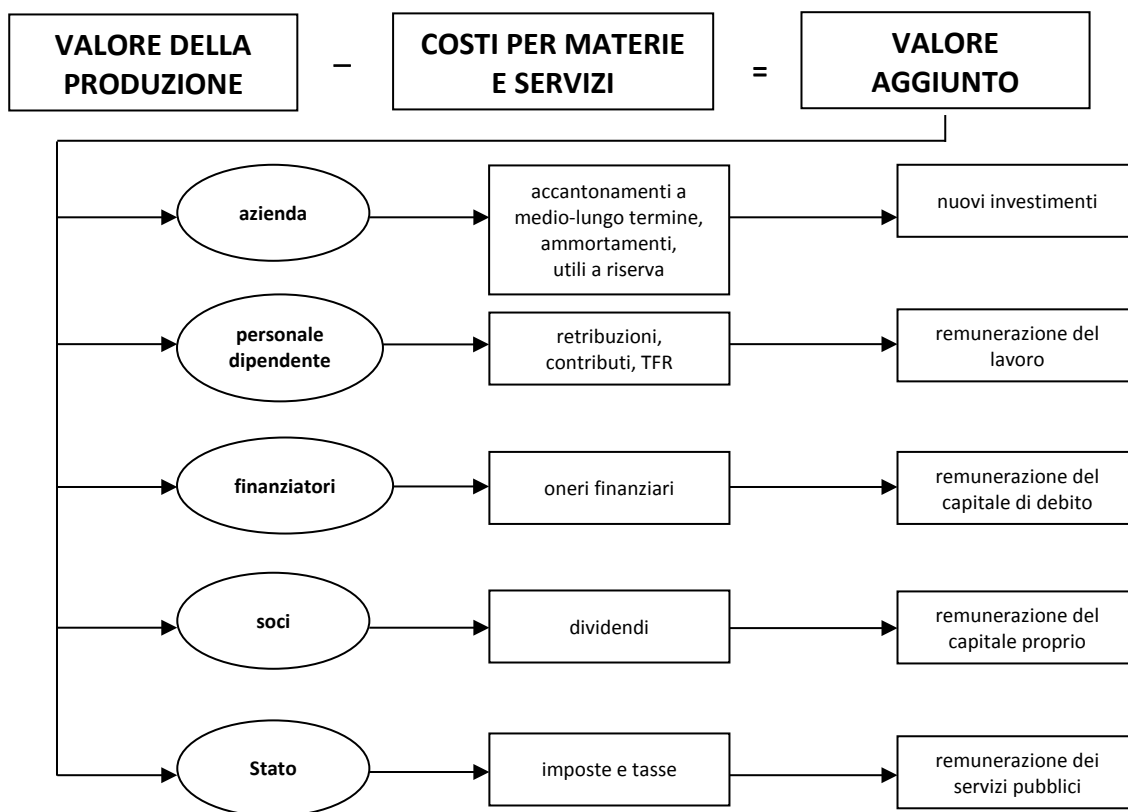 VALORE DELLA
PRODUZIONE
–
COSTI PER MATERIE
E SERVIZI
=
VALORE
AGGIUNTO
azienda
accantonamenti a
medio-lungo termine,
ammortamenti,
utili a riserva
nuovi investimenti
personale
dipendente
retribuzioni,
contributi, TFR
remunerazione del
lavoro
finanziatori
oneri finanziari
remunerazione del
capitale di debito
soci
dividendi
remunerazione del
capitale proprio
Stato
imposte e tasse
remunerazione dei
servizi pubblici